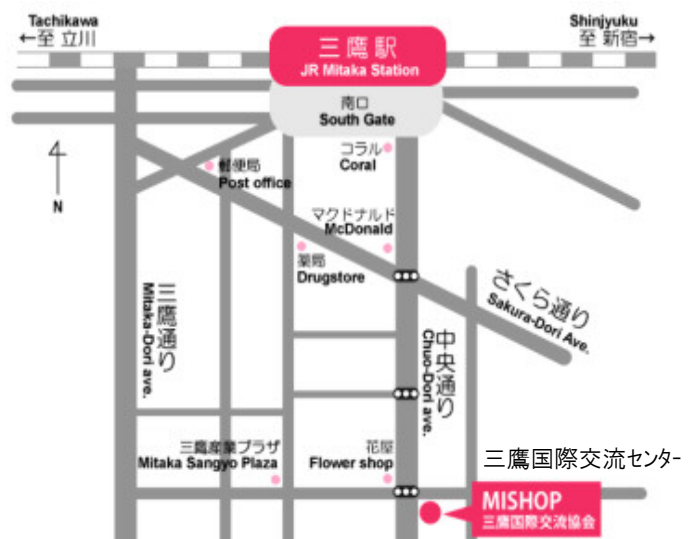 Tachikawa
←至 立川
Shinjyuku
至 新宿→
三鷹駅
JR Mitaka Station
南口
South Gate
コラル
Coral
郵便局
Post office
N
マクドナルド
McDonald
薬局
Drugstore
さくら通り
Sakura-Dori Ave.
三鷹通り
Mitaka-Dori ave.
中央通り
Chuo-Dori ave.
三鷹産業プラザ
Mitaka Sangyo Plaza
花屋
Flower shop
三鷹国際交流センター
MISHOP
三鷹国際交流協会